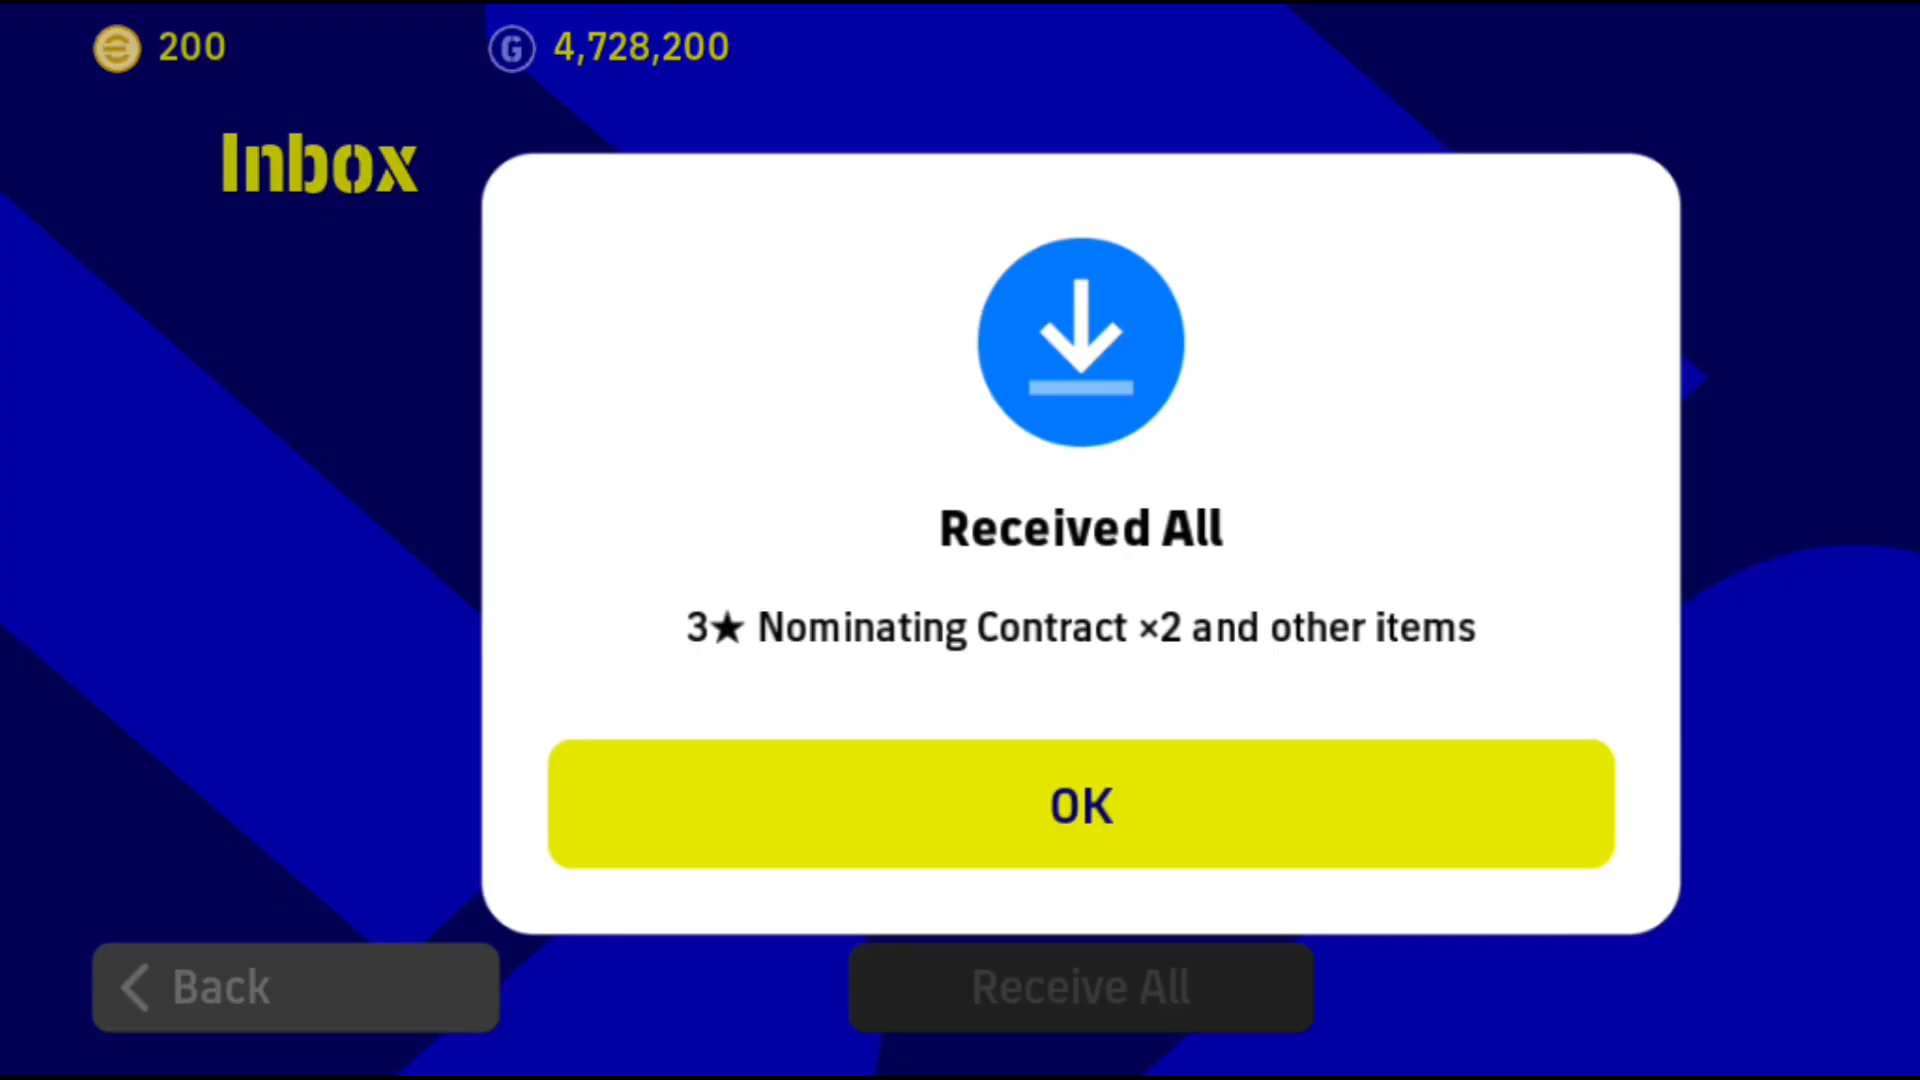 200
G 4,728,200
Inbox
Received All
3★ Nominating Contract ×2 and other items
OK
Back
Receive All